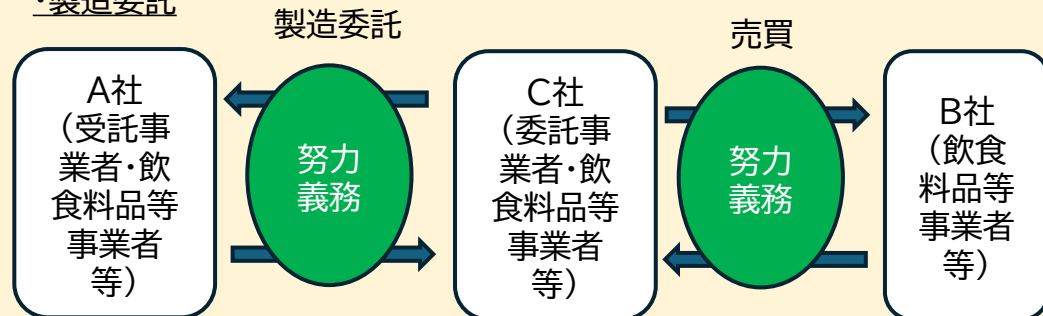 ・製造委託
製造委託
売買
A社
（受託事
業者・飲
食料品等
事業者
等）
努力
義務
C社
（委託事
業者・飲
食料品等
事業者
等）
努力
義務
B社
（飲食
料品等
事業者
等）